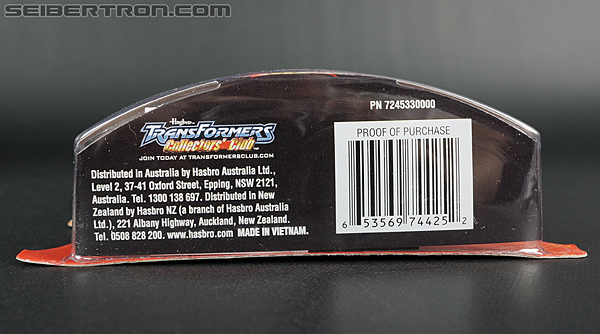 SEIBERTRON.COM
PN 7245330000
Hasbro
TRANSFORMERS
Collectors' Club
JOIN TODAY AT TRANSFORMERSCLUB.COM
Distributed in Australia by Hasbro Australia Ltd.,
Level 2, 37-41 Oxford Street, Epping, NSW 2121,
Australia. Tel. 1300 138 697. Distributed in New
Zealand by Hasbro NZ (a branch of Hasbro Australia
Ltd.), 221 Albany Highway, Auckland, New Zealand.
Tel. 0508 828 200. www.hasbro.com MADE IN VIETNAM.
PROOF OF PURCHASE
6 53569 74425 2